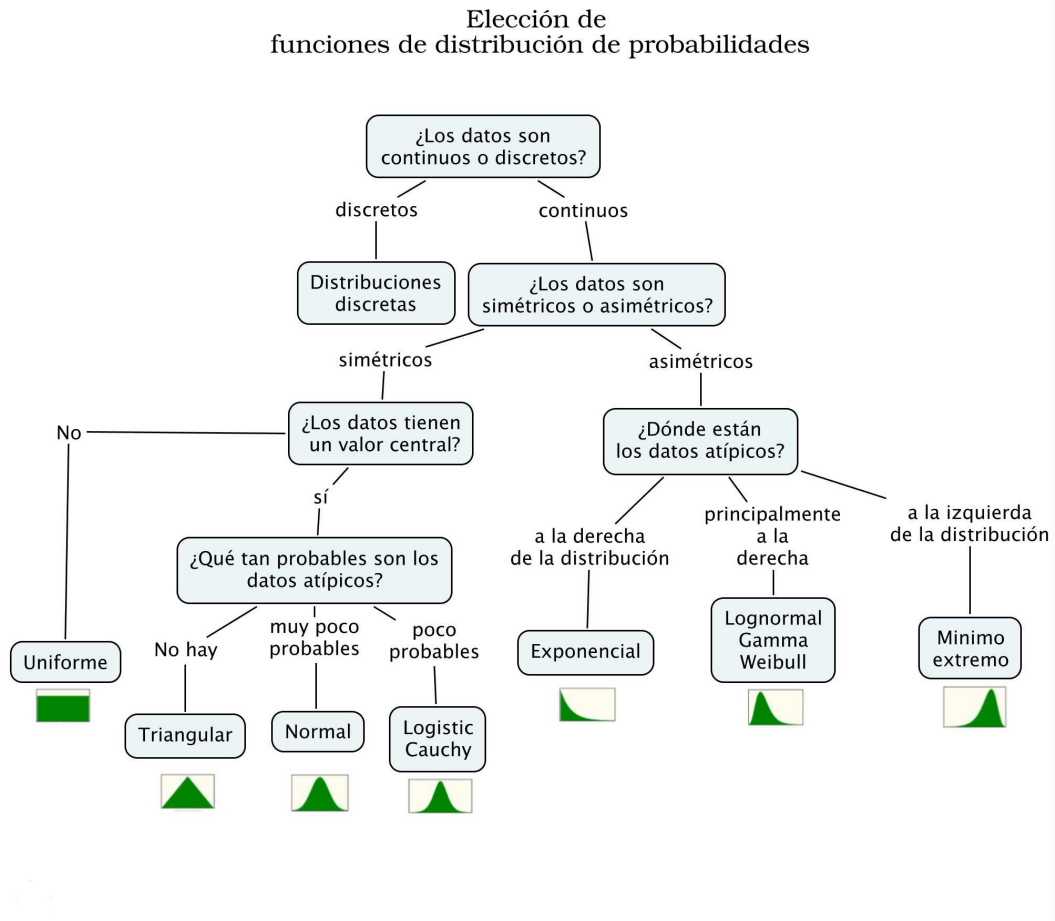 Elección de
funciones de distribución de probabilidades
¿Los datos son
continuos o discretos?
discretos
continuos
Distribuciones
discretas
¿Los datos son
simétricos o asimétricos?
simétricos
asimétricos
No
¿Los datos tienen
un valor central?
¿Dónde están
los datos atípicos?
sí
a la derecha
de la distribución
principalmente
a la
derecha
a la izquierda
de la distribución
¿Qué tan probables son los
datos atípicos?
No hay
muy poco
probables
poco
probables
Uniforme
Exponencial
Lognormal
Gamma
Weibull
Minimo
extremo
Triangular
Normal
Logistic
Cauchy